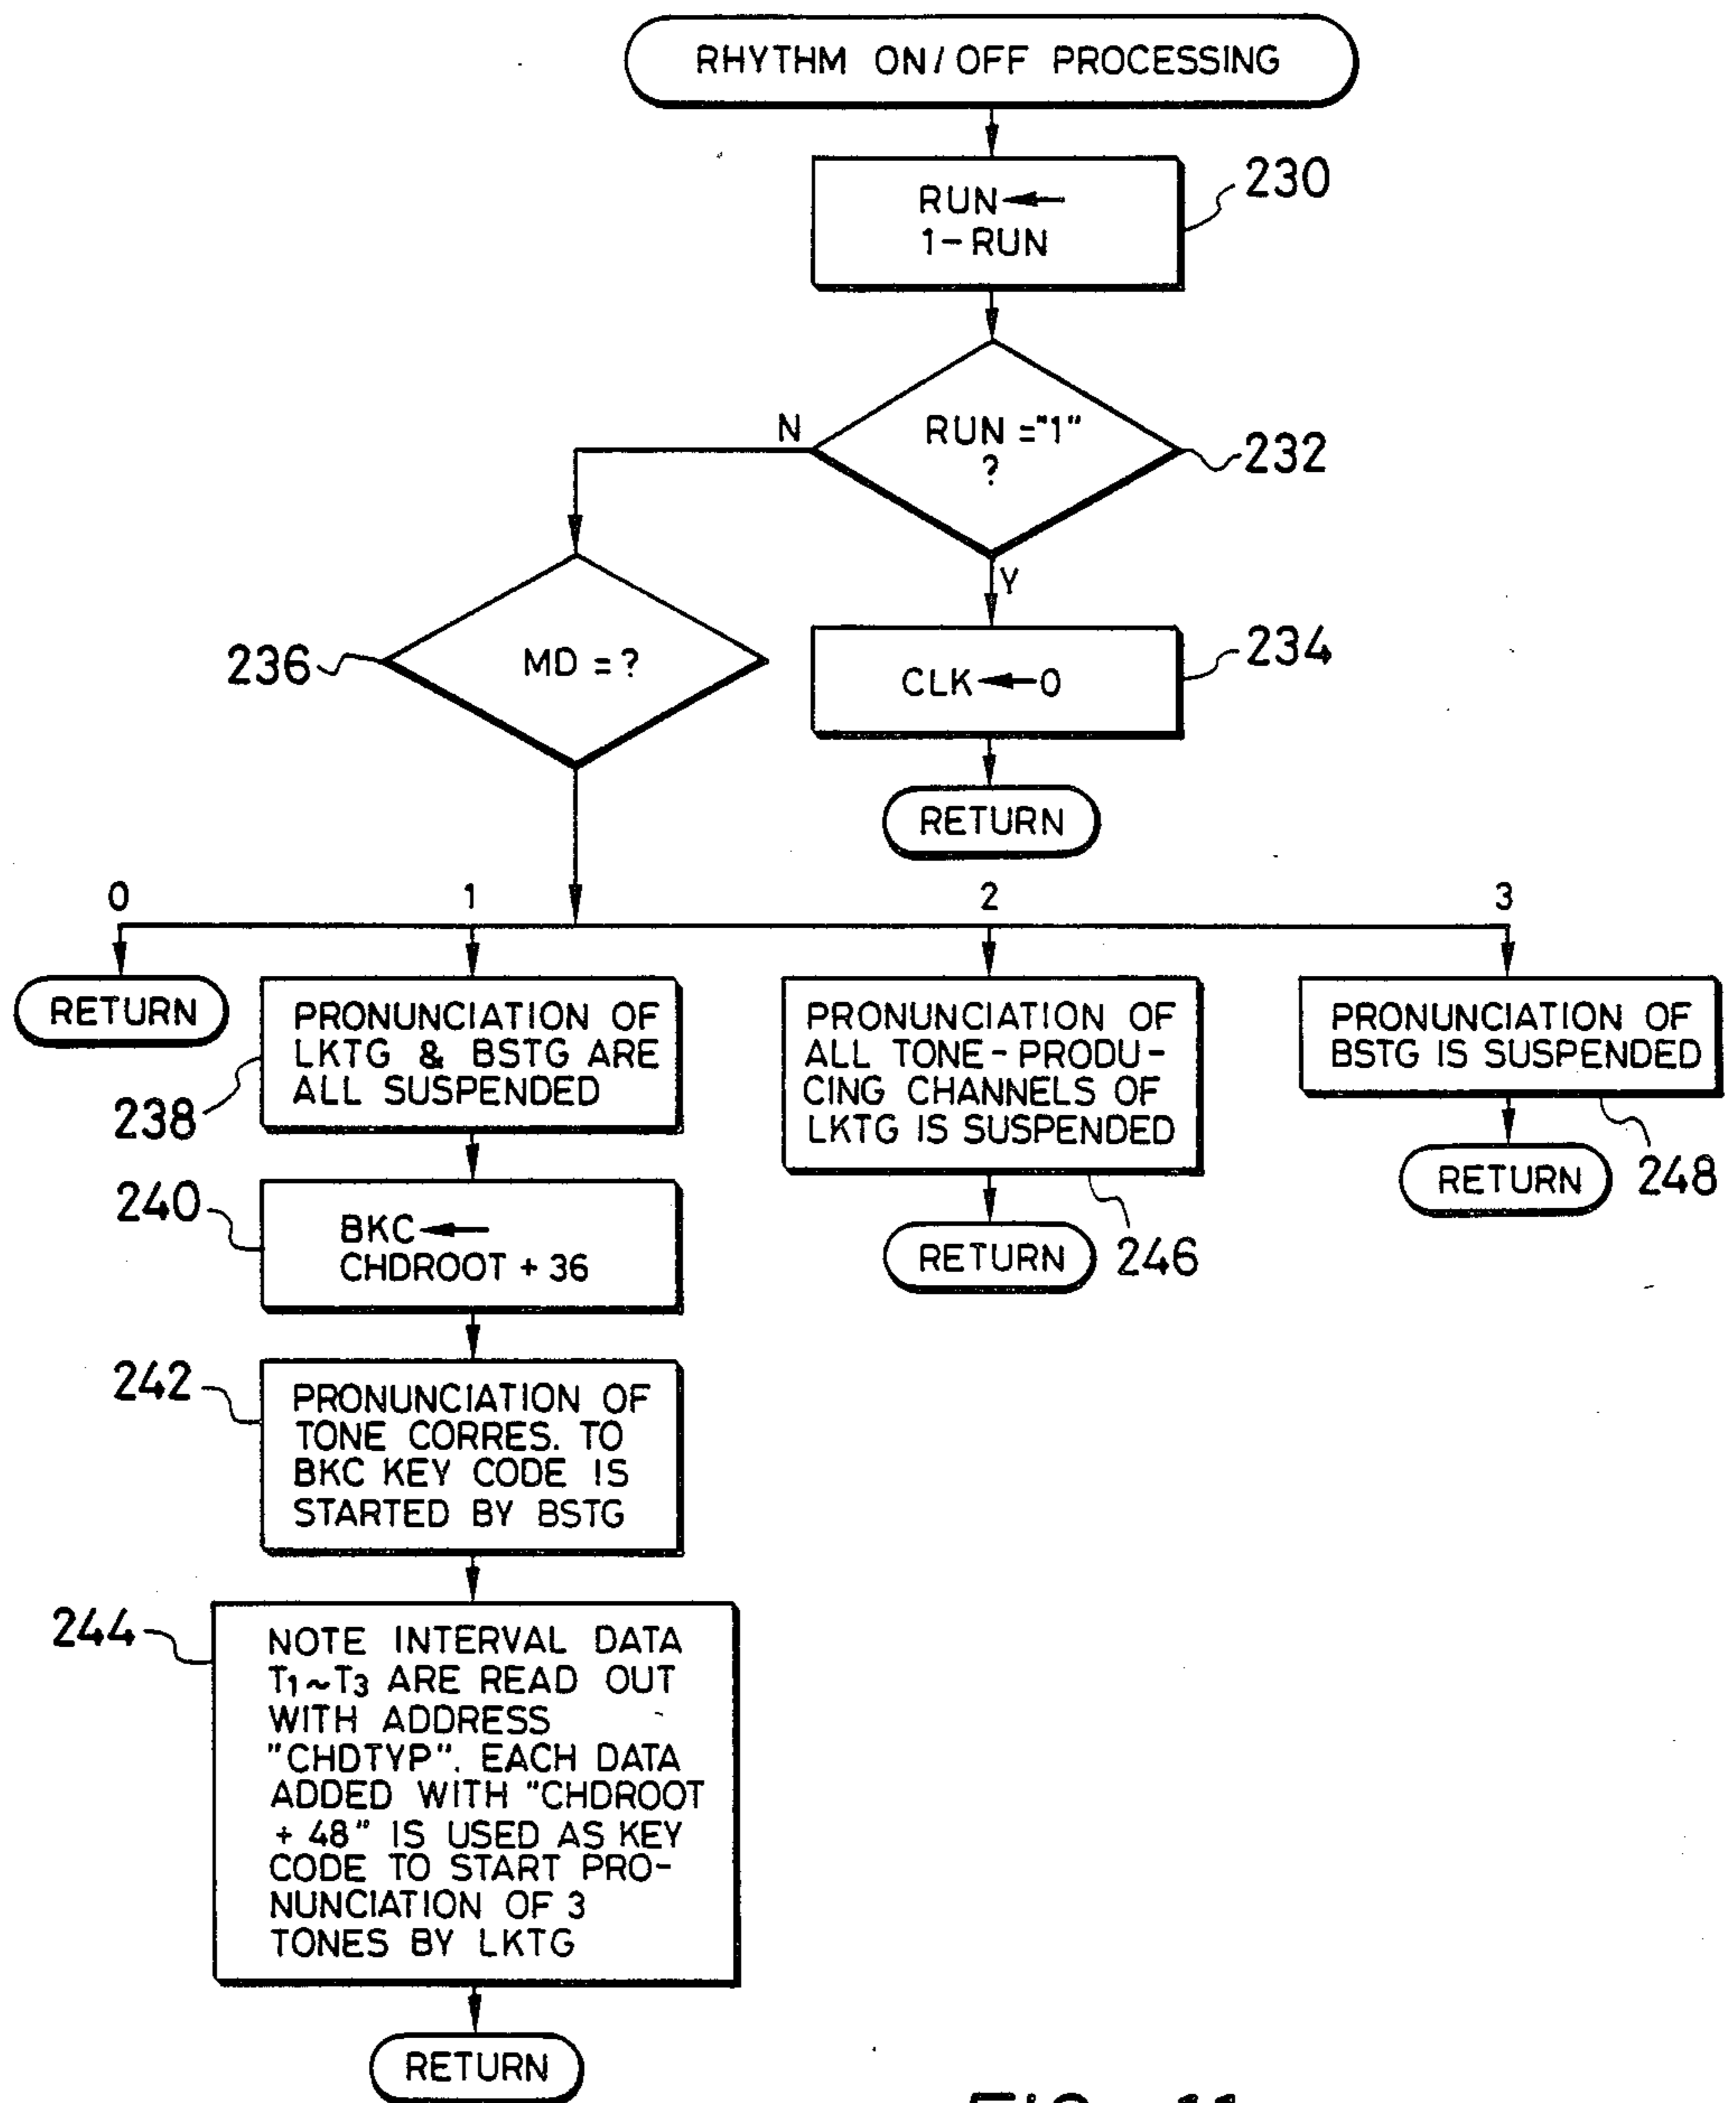 RHYTHM ON/OFF PROCESSING
RUN ←
1-RUN
230
RUN ="1"
?
232
N
Y
MD = ?
236
CLK ← 0
234
RETURN
0
1
2
3
RETURN
PRONUNCIATION OF
LKTG & BSTG ARE
ALL SUSPENDED
238
PRONUNCIATION OF
ALL TONE-PRODU-
CING CHANNELS OF
LKTG IS SUSPENDED
246
RETURN
PRONUNCIATION OF
BSTG IS SUSPENDED
248
RETURN
240
BKC ←
CHDROOT + 36
242
PRONUNCIATION OF
TONE CORRES. TO
BKC KEY CODE IS
STARTED BY BSTG
244
NOTE INTERVAL DATA
T1~T3 ARE READ OUT
WITH ADDRESS
"CHDTYP". EACH DATA
ADDED WITH "CHDROOT
+ 48" IS USED AS KEY
CODE TO START PRO-
NUNCIATION OF 3
TONES BY LKTG
RETURN